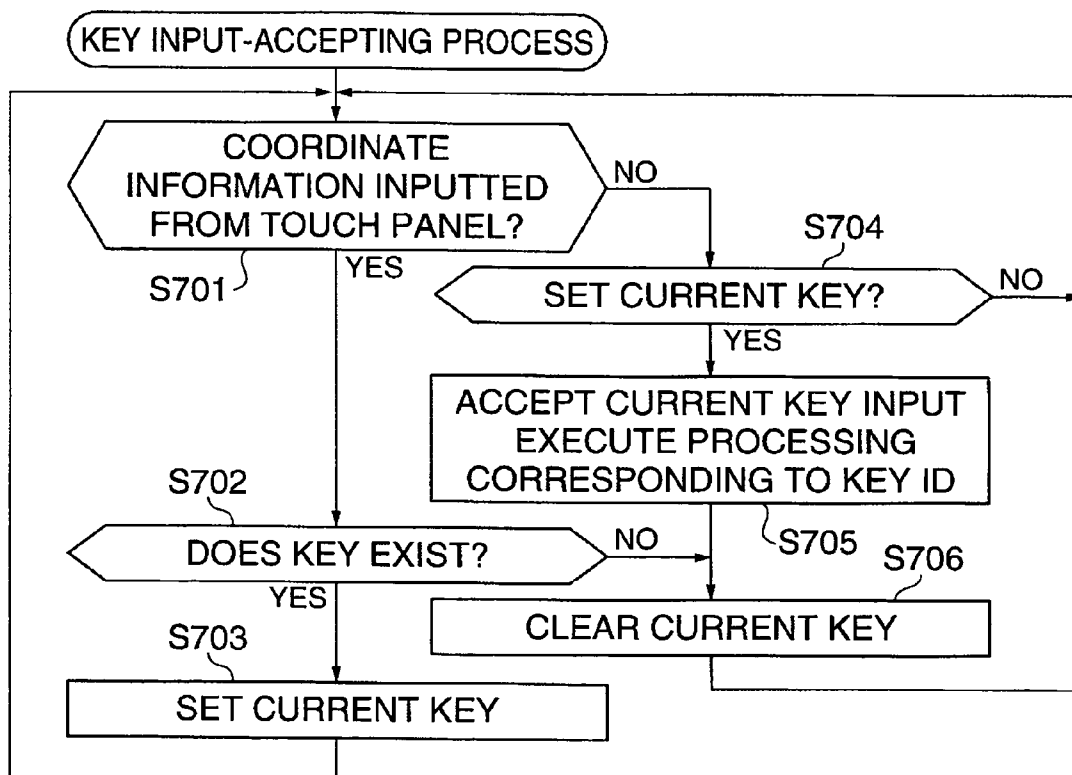 KEY INPUT-ACCEPTING PROCESS
COORDINATE
INFORMATION INPUTTED
FROM TOUCH PANEL?
NO
S701
YES
S704
SET CURRENT KEY?
NO
YES
ACCEPT CURRENT KEY INPUT
EXECUTE PROCESSING
CORRESPONDING TO KEY ID
S705
S702
DOES KEY EXIST?
NO
YES
S706
CLEAR CURRENT KEY
S703
SET CURRENT KEY